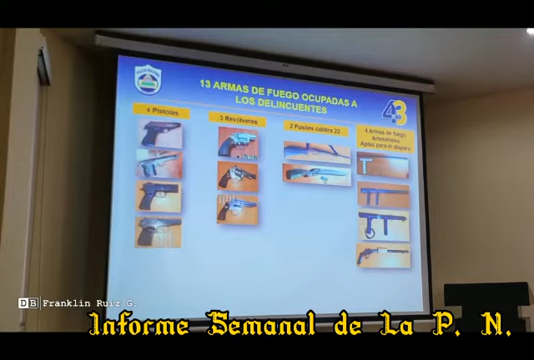 13 ARMAS DE FUEGO OCUPADAS A
LOS DELINCUENTES
43
4 Pistolas
3 Revólveres
2 Fusiles calibre 22
4 Armas de fuego
Artesanales
Aptas para el disparo
DB Franklin Ruiz G.
Informe Semanal de La P. N.